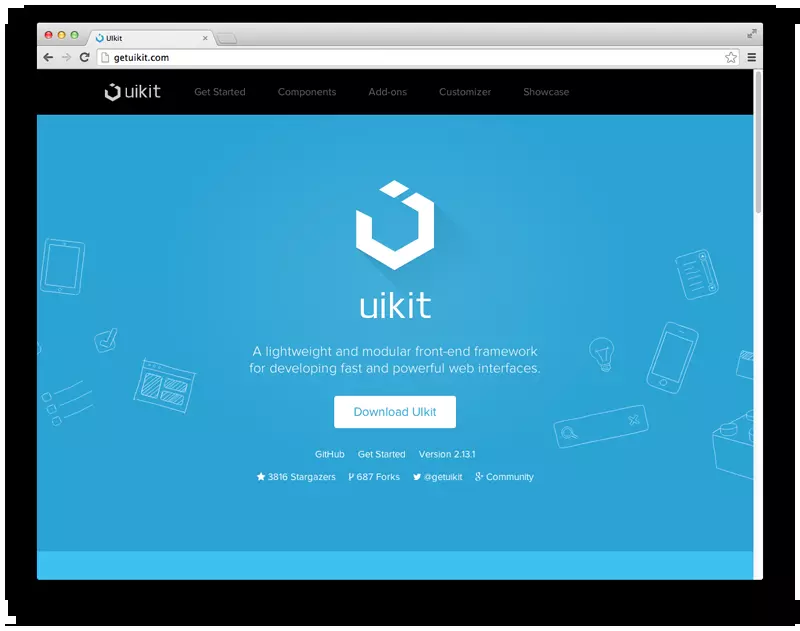 UIkit
getuikit.com
uikit Get Started Components Add-ons Customizer Showcase
uikit
A lightweight and modular front-end framework
for developing fast and powerful web interfaces.
Download UIkit
GitHub Get Started Version 2.13.1
3816 Stargazers 687 Forks @getuikit Community